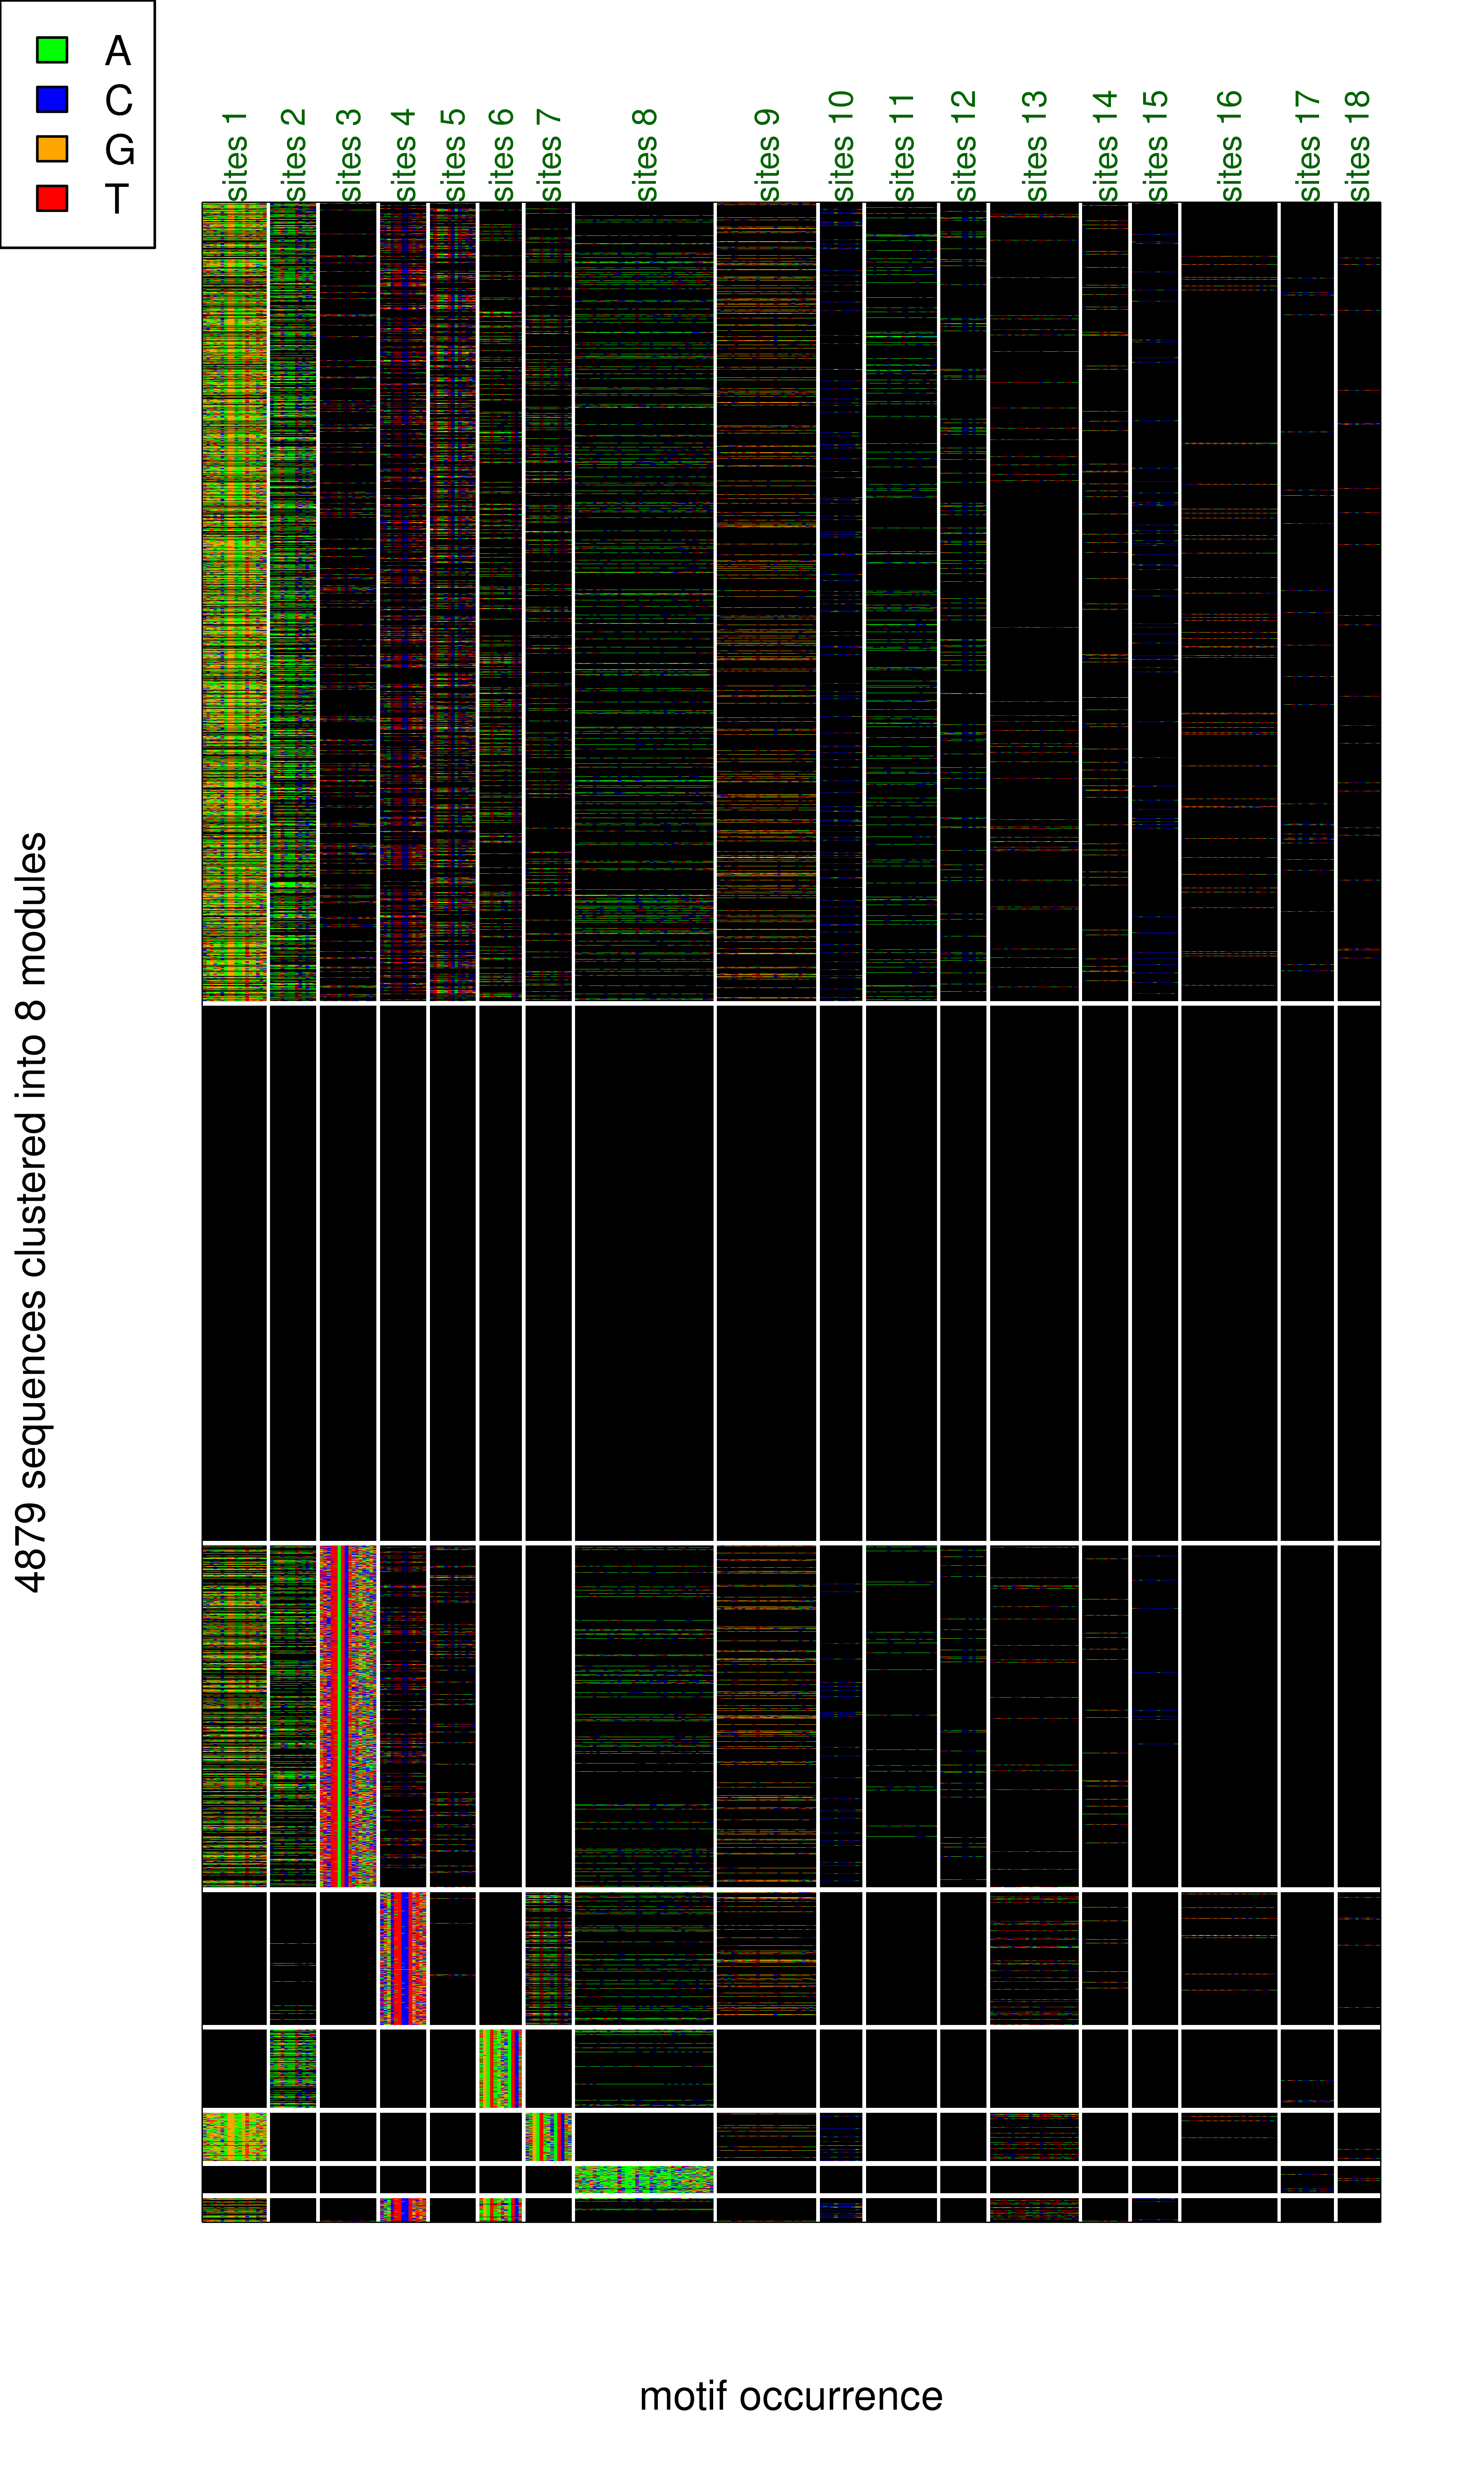 A
C
G
T
sites 1
sites 2
sites 3
sites 4
sites 5
sites 6
sites 7
sites 8
sites 9
sites 10
sites 11
sites 12
sites 13
sites 14
sites 15
sites 16
sites 17
sites 18
4879 sequences clustered into 8 modules
motif occurrence